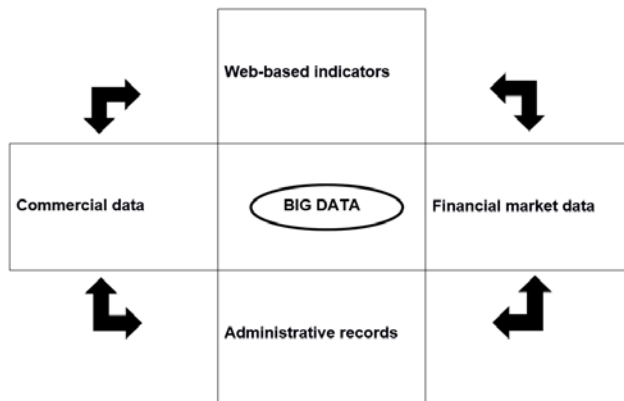 Web-based indicators
Commercial data
BIG DATA
Financial market data
Administrative records